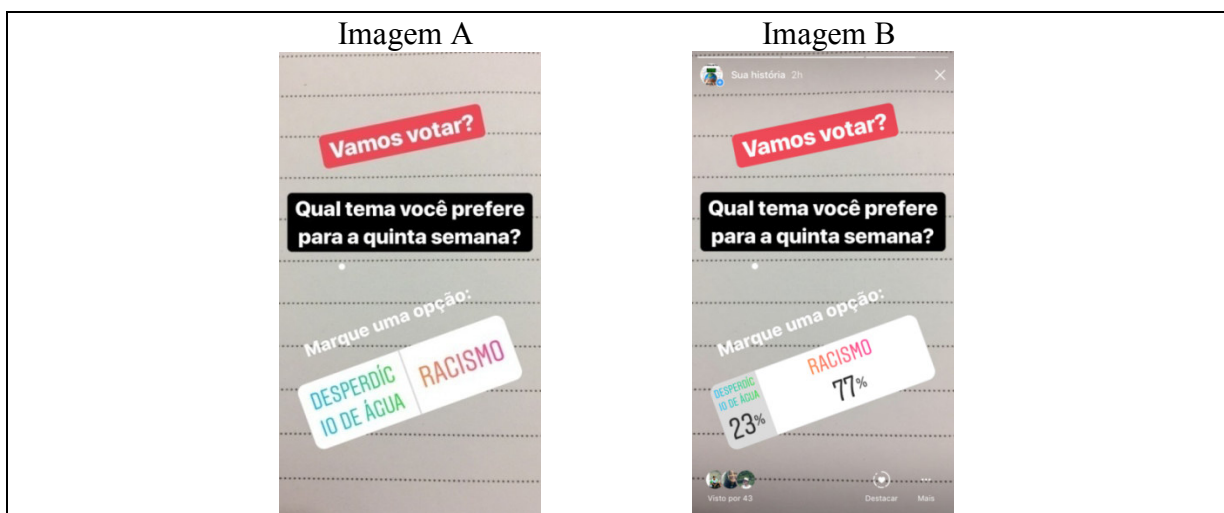 Imagem A
Vamos votar?
Qual tema você prefere
para a quinta semana?
Marque uma opção:
DESPERDÍC
IO DE ÁGUA
RACISMO
Imagem B
Sua história 2h
Vamos votar?
Qual tema você prefere
para a quinta semana?
Marque uma opção:
DESPERDÍC
IO DE ÁGUA
23%
RACISMO
77%
Visto por 43
Destacar
Mais